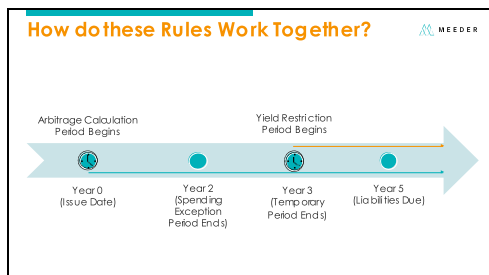 How do these Rules Work Together?
MEEDER
Arbitrage Calculation
Period Begins
Yield Restriction
Period Begins
Year 0
(Issue Date)
Year 2
(Spending
Exception
Period Ends)
Year 3
(Temporary
Period Ends)
Year 5
(Liabilities Due)